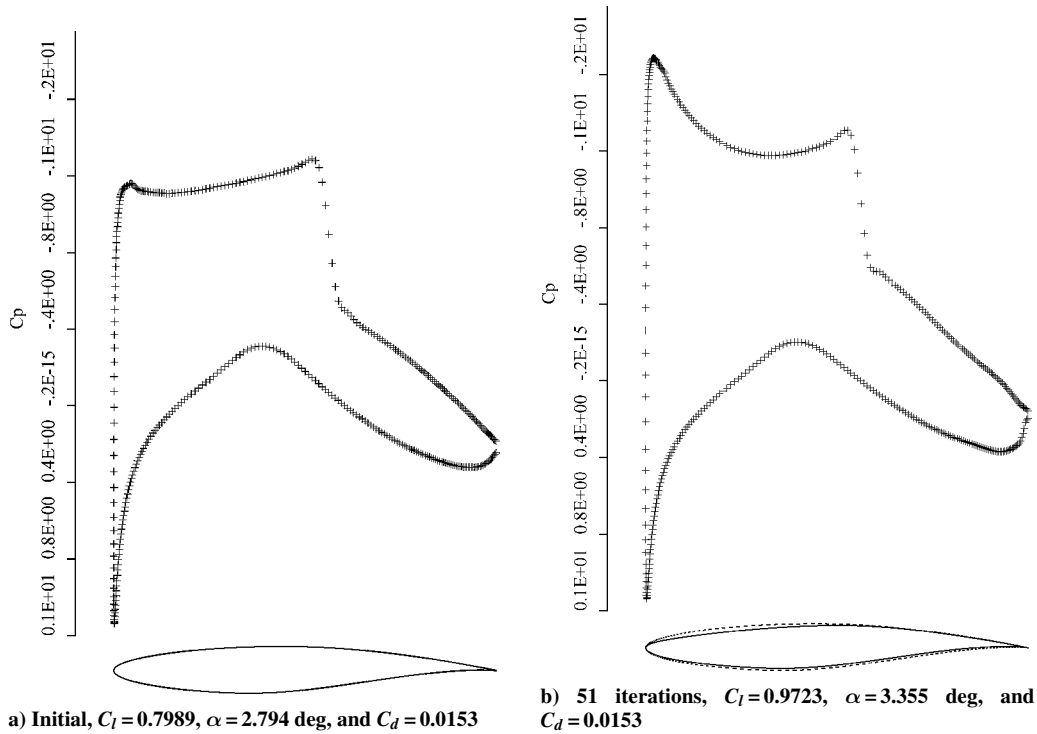 -.2E+01
-.1E+01
-.8E+00
-.4E+00
-.2E-15
0.4E+00
0.8E+00
0.1E+01
Cp
a) Initial, Cl = 0.7989, α = 2.794 deg, and Cd = 0.0153
-.2E+01
-.1E+01
-.8E+00
-.4E+00
-.2E-15
0.4E+00
0.8E+00
0.1E+01
Cp
b) 51 iterations, Cl = 0.9723, α = 3.355 deg, and
Cd = 0.0153